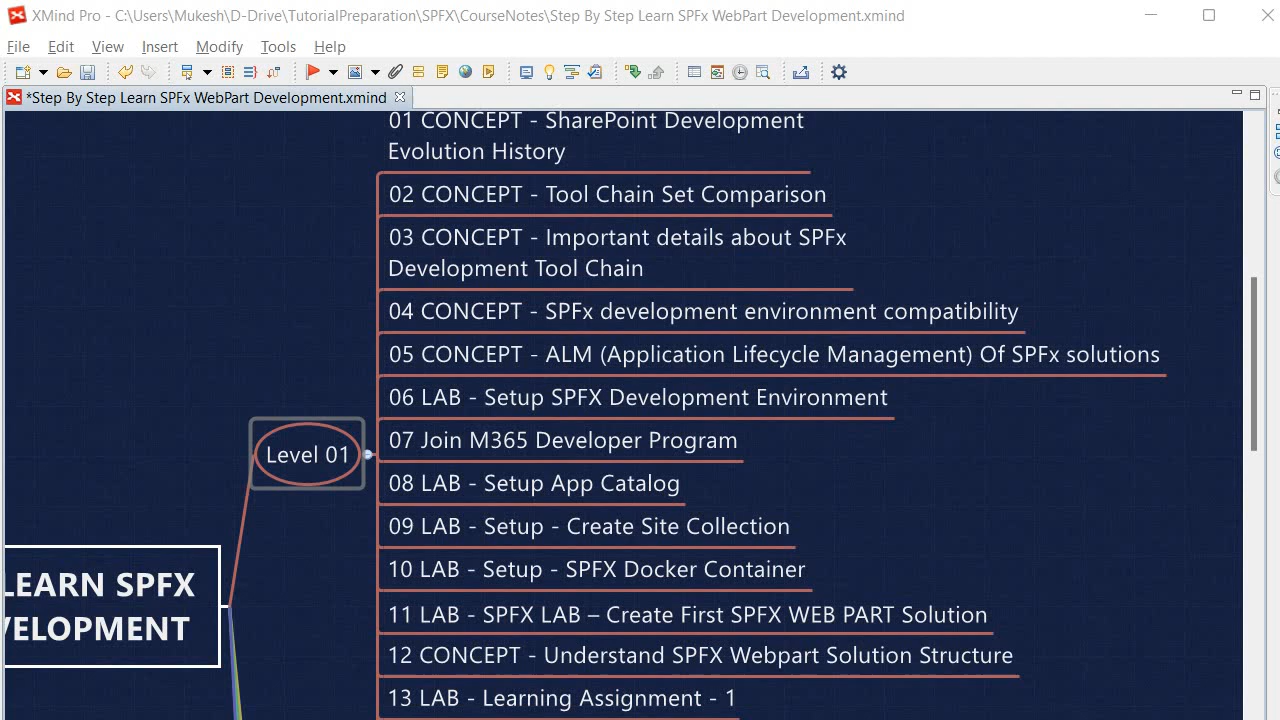 XMind Pro - C:\Users\Mukesh\D-Drive\TutorialPreparation\SPFx\CourseNotes\Step By Step Learn SPFx WebPart Development.xmind
File Edit View Insert Modify Tools Help
*Step By Step Learn SPFx WebPart Development.xmind
01 CONCEPT - SharePoint Development
Evolution History
02 CONCEPT - Tool Chain Set Comparison
03 CONCEPT - Important details about SPFx
Development Tool Chain
04 CONCEPT - SPFx development environment compatibility
05 CONCEPT - ALM (Application Lifecycle Management) Of SPFx solutions
06 LAB - Setup SPFX Development Environment
07 Join M365 Developer Program
08 LAB - Setup App Catalog
09 LAB - Setup - Create Site Collection
10 LAB - Setup - SPFX Docker Container
11 LAB - SPFX LAB – Create First SPFX WEB PART Solution
12 CONCEPT - Understand SPFX Webpart Solution Structure
13 LAB - Learning Assignment - 1
Level 01
LEARN SPFX
VELOPMENT